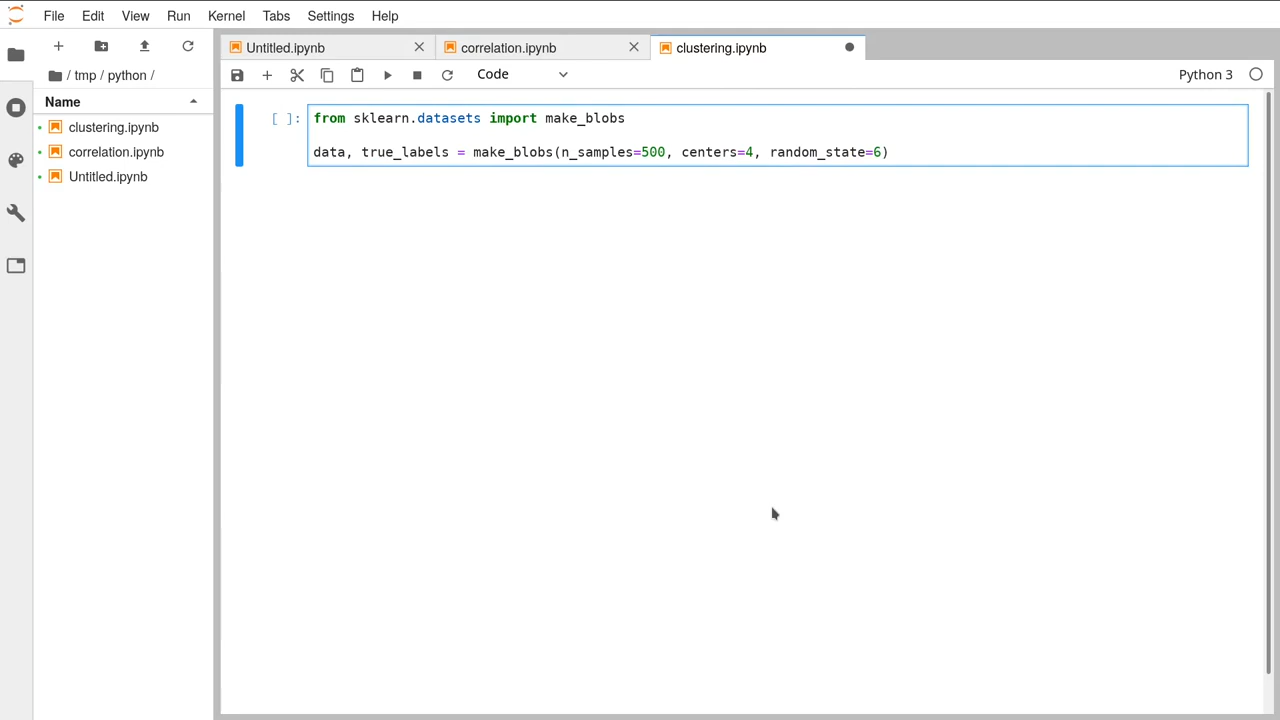 File Edit View Run Kernel Tabs Settings Help
Untitled.ipynb correlation.ipynb clustering.ipynb
Code Python 3
/ tmp / python /
Name
clustering.ipynb
correlation.ipynb
Untitled.ipynb
[ ]: from sklearn.datasets import make_blobs
data, true_labels = make_blobs(n_samples=500, centers=4, random_state=6)